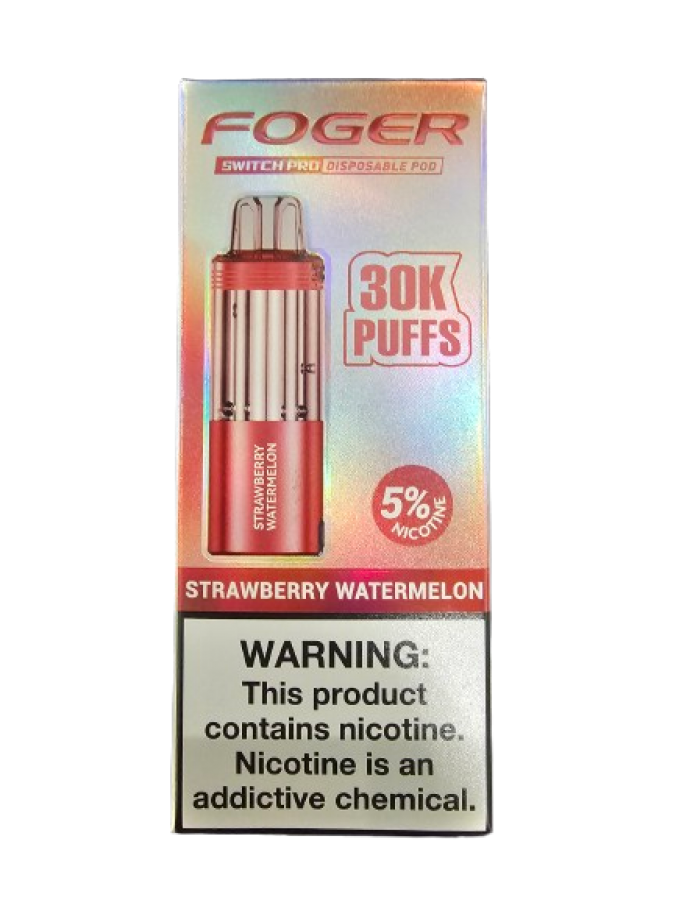 FOGER
SWITCH PRO DISPOSABLE POD
30K
PUFFS
STRAWBERRY
WATERMELON
5%
NICOTINE
STRAWBERRY WATERMELON
WARNING:
This product
contains nicotine.
Nicotine is an
addictive chemical.